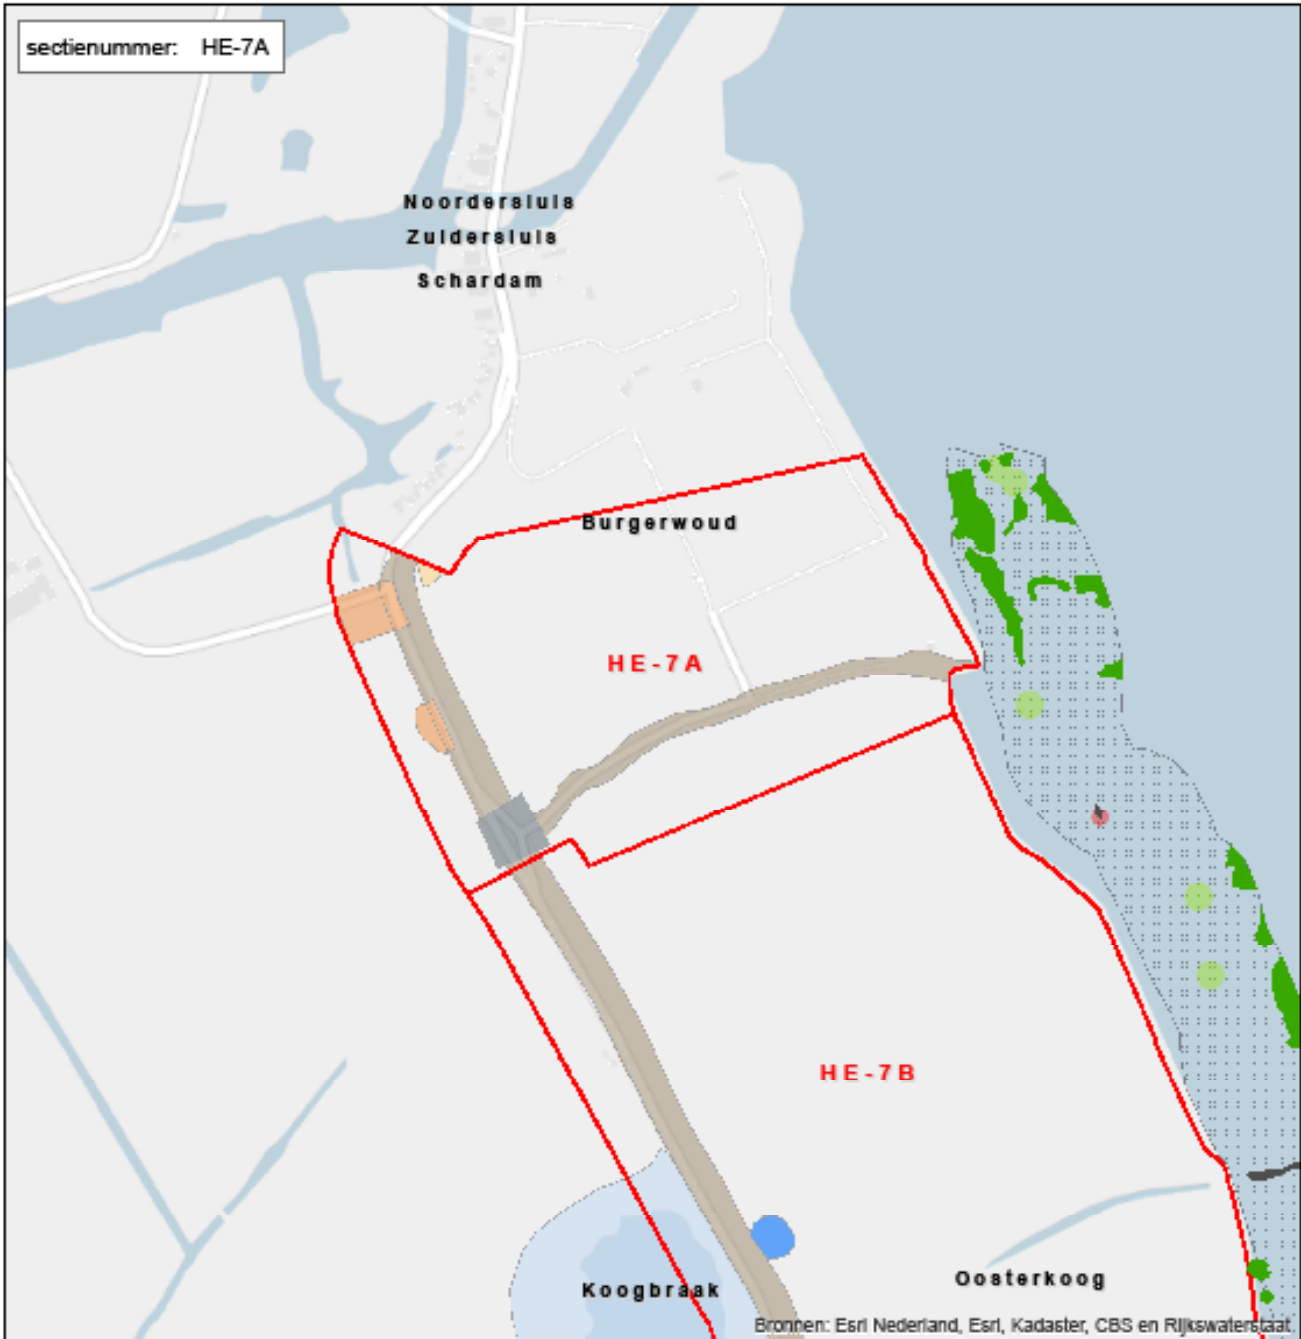 sectienummer: HE-7A
Noordersluis
Zuidersluis
Schardam
Burgerwoud
HE-7A
HE-7B
Oosterkoog
Koogbraak
Bronnen: Esri Nederland, Esri, Kadaster, CBS en Rijkswaterstaat